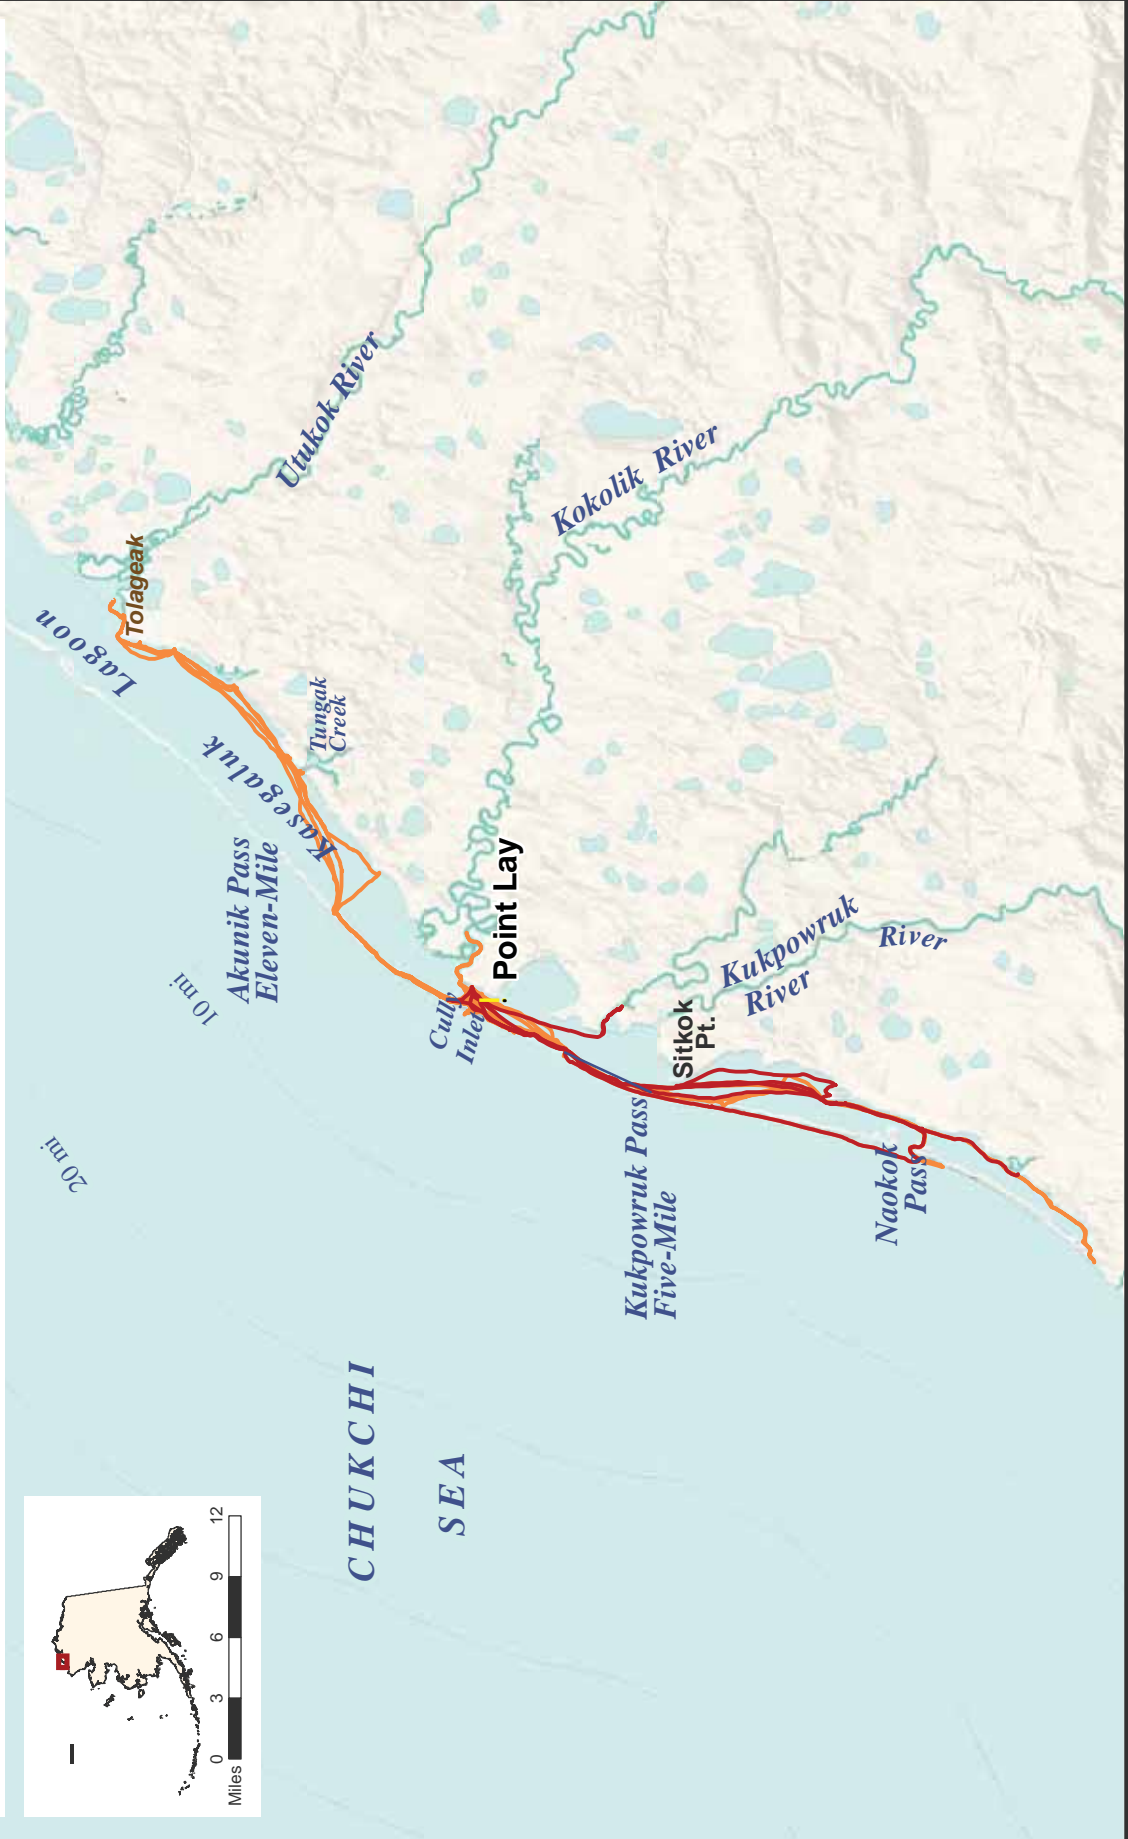 Lagoon
Kasegaluk
Tolageak
Utukok River
Tungak
Creek
Akunik Pass
Eleven-Mile
10 mi
20 mi
Kokolik River
Cully
Inlet
Point Lay
Sitkok
Pt.
Kukpowruk
River
River
Kukpowruk Pass
Five-Mile
Naokok
Pass
CHUKCHI
SEA
0 3 6 9 12
Miles